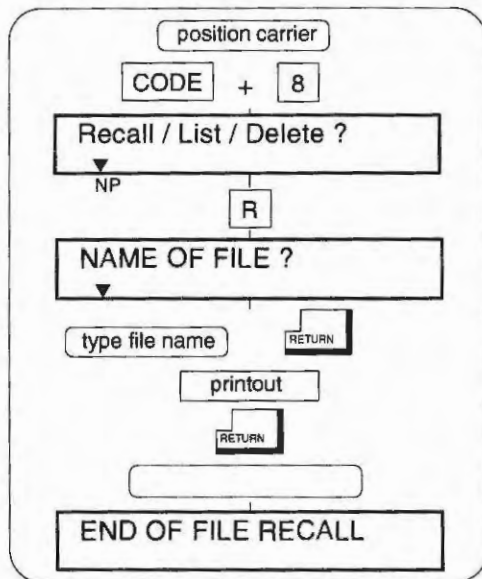 position carrier
CODE + 8
Recall / List / Delete ?
NP
R
NAME OF FILE ?
type file name RETURN
printout
RETURN
END OF FILE RECALL